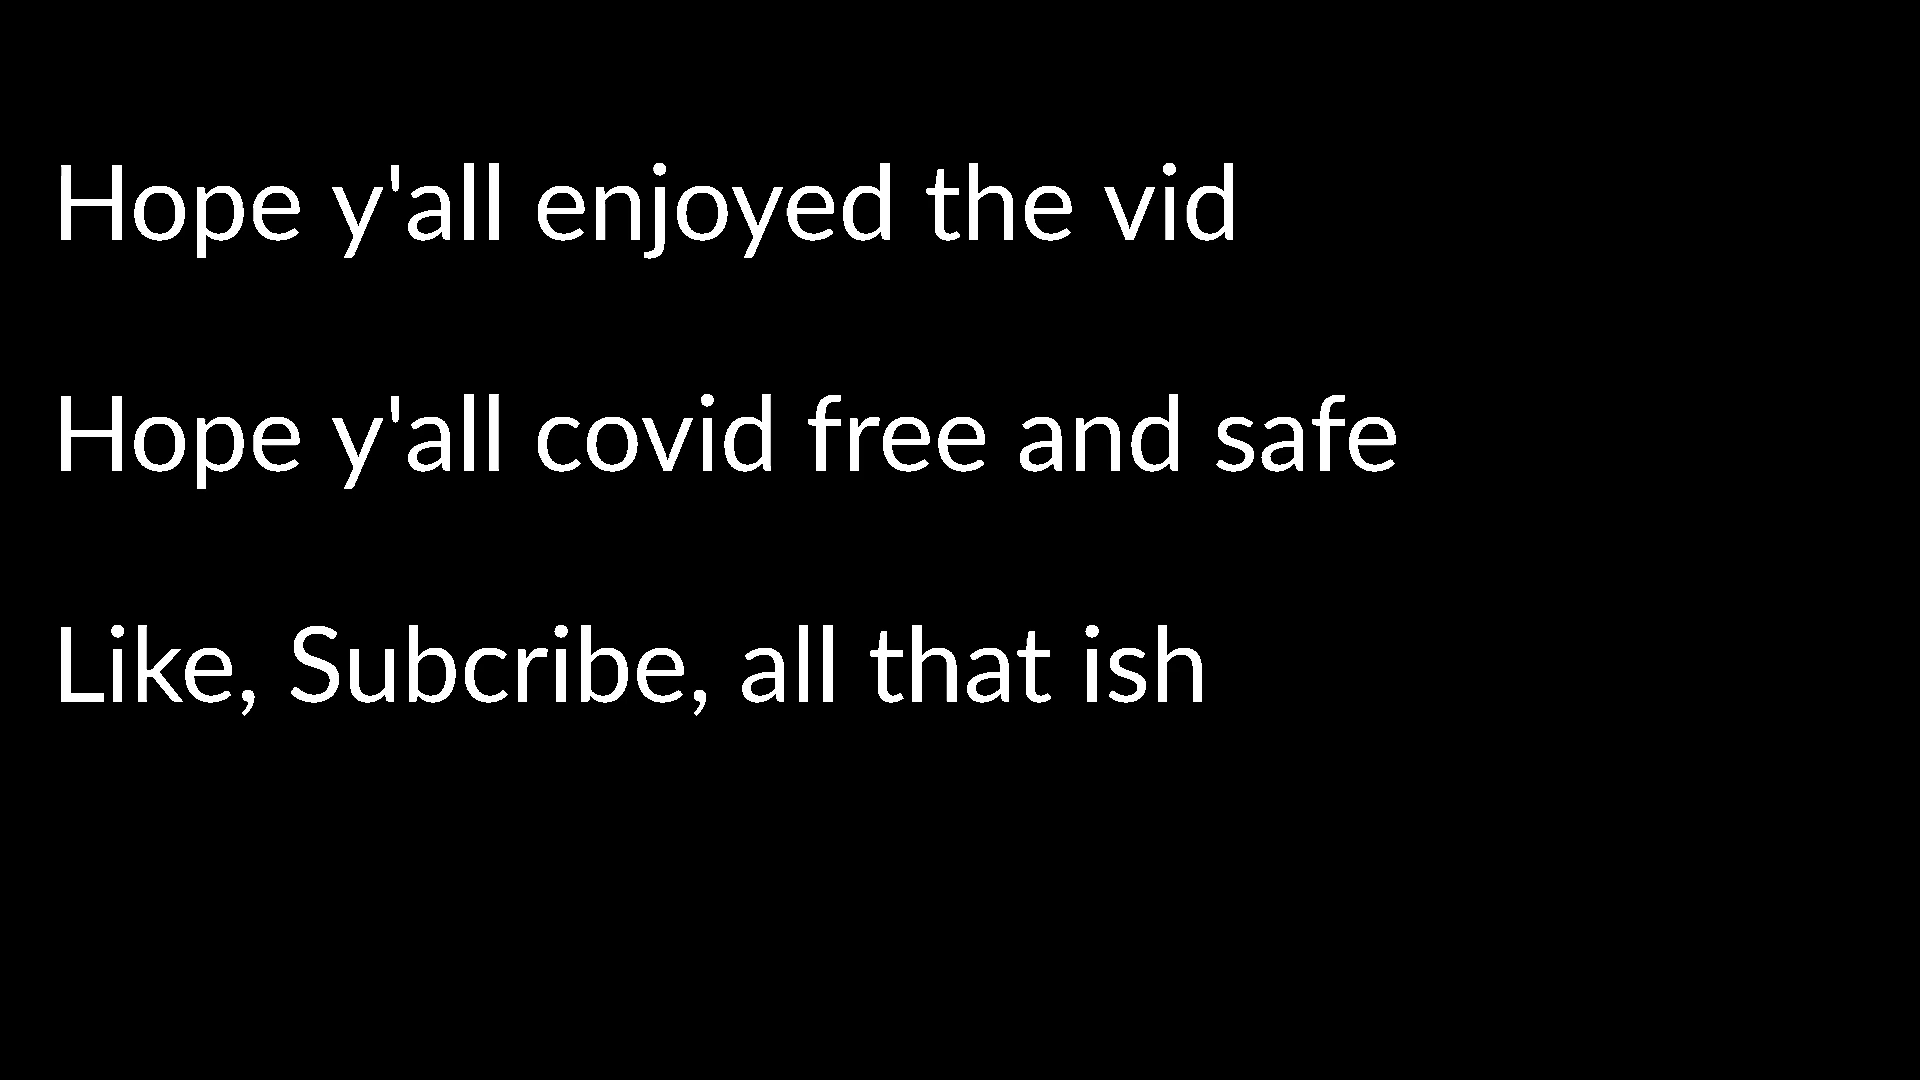 Hope y'all enjoyed the vid
Hope y'all covid free and safe
Like, Subcribe, all that ish